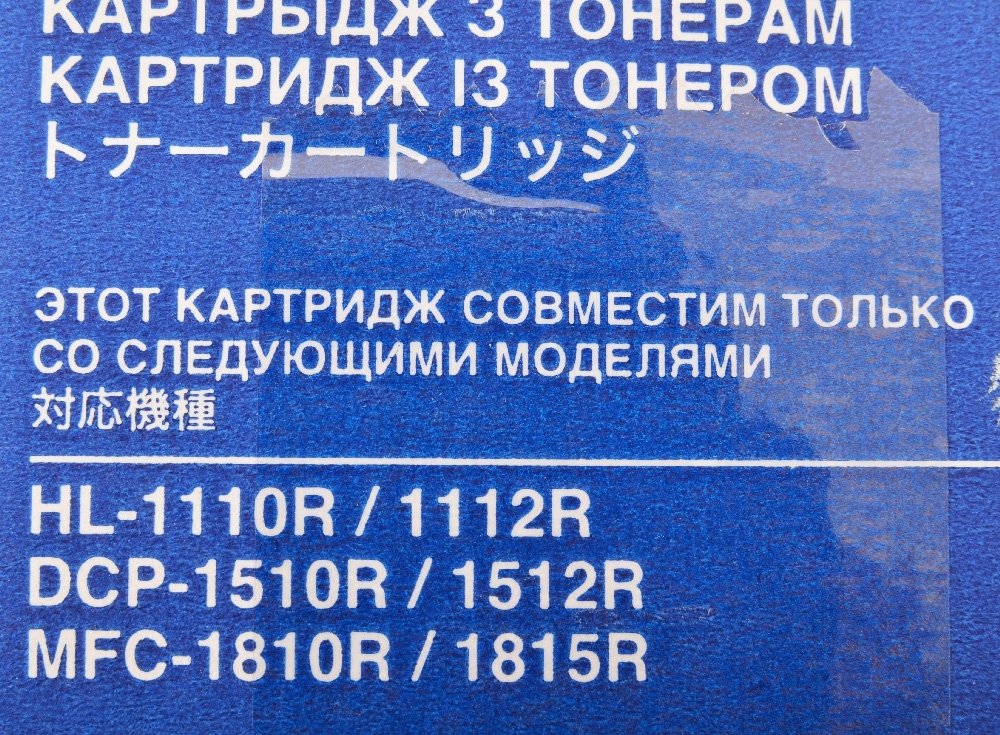 КАРТРЫДЖ З ТОНЕРАМ
КАРТРИДЖ ІЗ ТОНЕРОМ
トナーカートリッジ
ЭТОТ КАРТРИДЖ СОВМЕСТИМ ТОЛЬКО
СО СЛЕДУЮЩИМИ МОДЕЛЯМИ
対応機種
HL-1110R / 1112R
DCP-1510R / 1512R
MFC-1810R / 1815R